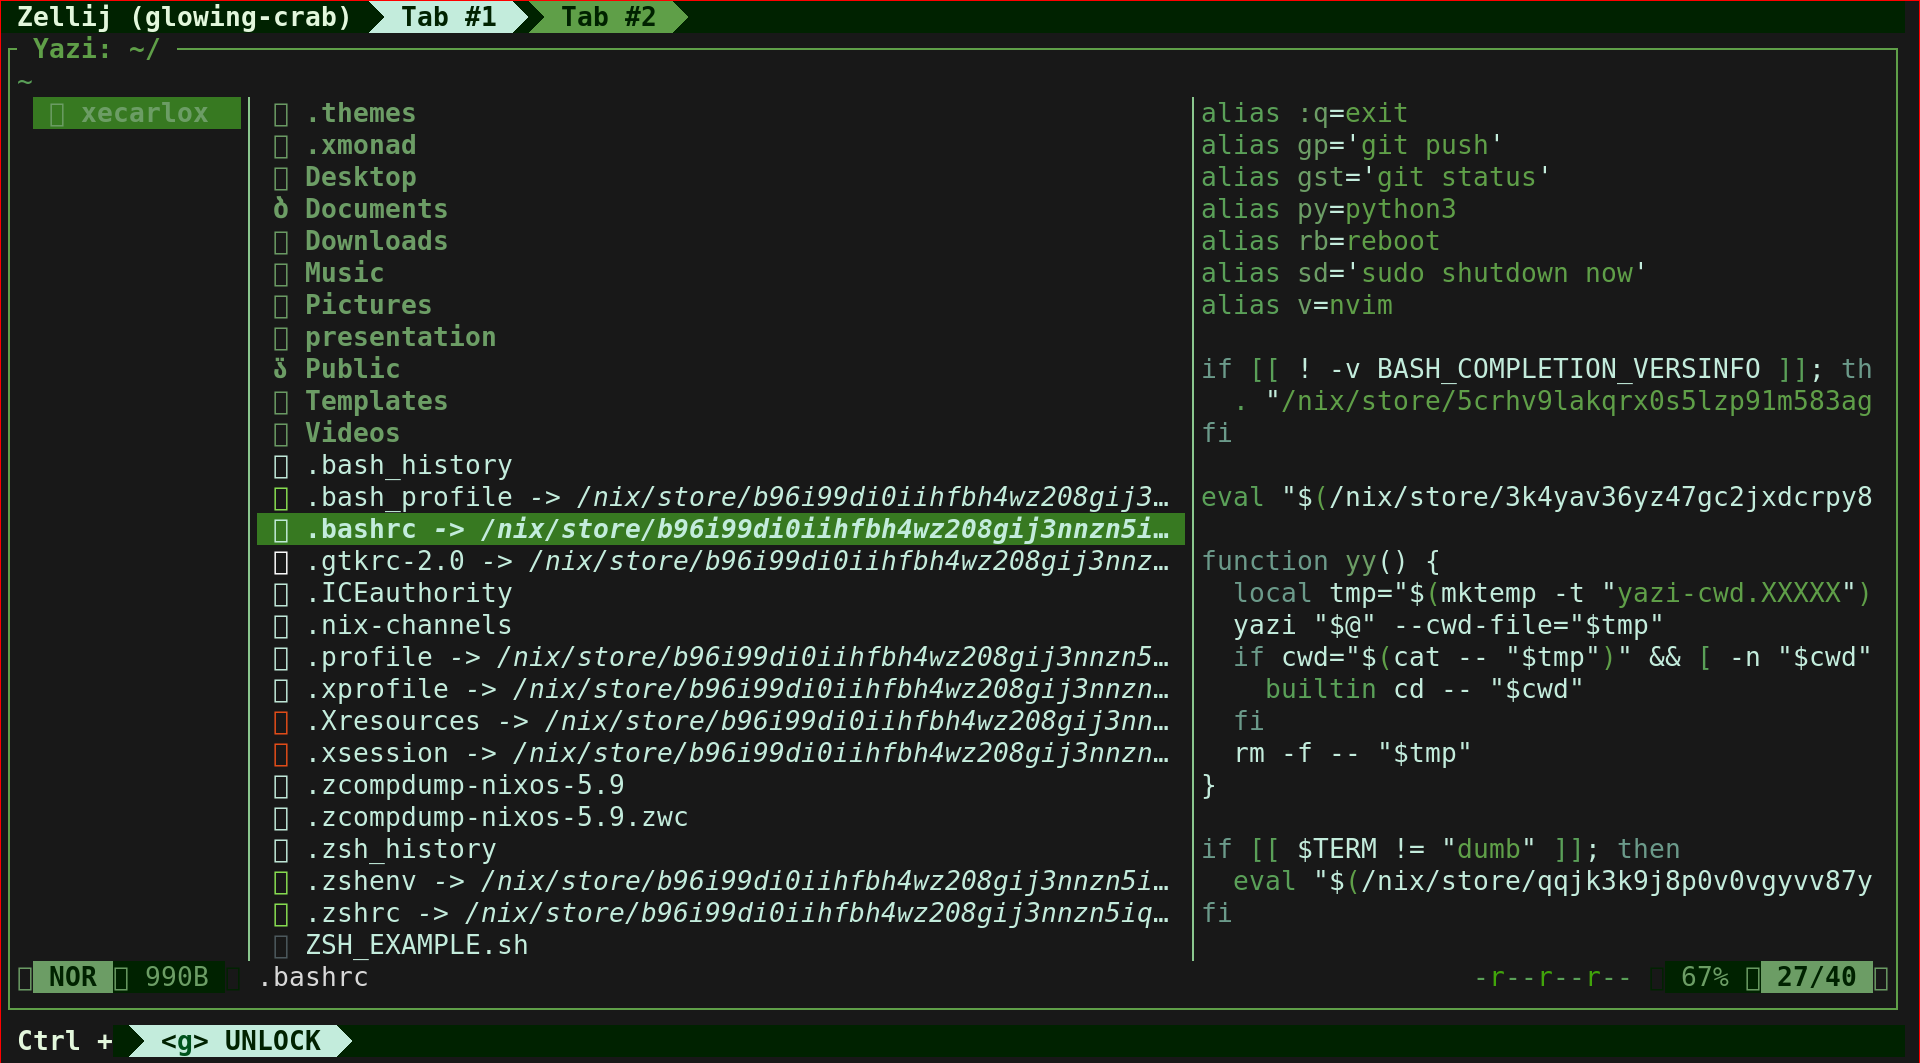 Zellij (glowing-crab) Tab #1 Tab #2
Yazi: ~/
~
xecarlox
.themes
.xmonad
Desktop
Documents
Downloads
Music
Pictures
presentation
Public
Templates
Videos
.bash_history
.bash_profile -> /nix/store/b96i99di0iihfbh4wz208gij3…
.bashrc -> /nix/store/b96i99di0iihfbh4wz208gij3nnzn5i…
.gtkrc-2.0 -> /nix/store/b96i99di0iihfbh4wz208gij3nnz…
.ICEauthority
.nix-channels
.profile -> /nix/store/b96i99di0iihfbh4wz208gij3nnzn5…
.xprofile -> /nix/store/b96i99di0iihfbh4wz208gij3nnzn…
.Xresources -> /nix/store/b96i99di0iihfbh4wz208gij3nn…
.xsession -> /nix/store/b96i99di0iihfbh4wz208gij3nnzn…
.zcompdump-nixos-5.9
.zcompdump-nixos-5.9.zwc
.zsh_history
.zshenv -> /nix/store/b96i99di0iihfbh4wz208gij3nnzn5i…
.zshrc -> /nix/store/b96i99di0iihfbh4wz208gij3nnzn5iq…
ZSH_EXAMPLE.sh
alias :q=exit
alias gp='git push'
alias gst='git status'
alias py=python3
alias rb=reboot
alias sd='sudo shutdown now'
alias v=nvim
if [[ ! -v BASH_COMPLETION_VERSINFO ]]; th
  . "/nix/store/5crhv9lakqrx0s5lzp91m583ag
fi
eval "$(/nix/store/3k4yav36yz47gc2jxdcrpy8
function yy() {
  local tmp="$(mktemp -t "yazi-cwd.XXXXX")
  yazi "$@" --cwd-file="$tmp"
  if cwd="$(cat -- "$tmp")" && [ -n "$cwd"
    builtin cd -- "$cwd"
  fi
  rm -f -- "$tmp"
}
if [[ $TERM != "dumb" ]]; then
  eval "$(/nix/store/qqjk3k9j8p0v0vgyvv87y
fi
NOR 990B .bashrc -r--r--r-- 67% 27/40
Ctrl + <g> UNLOCK